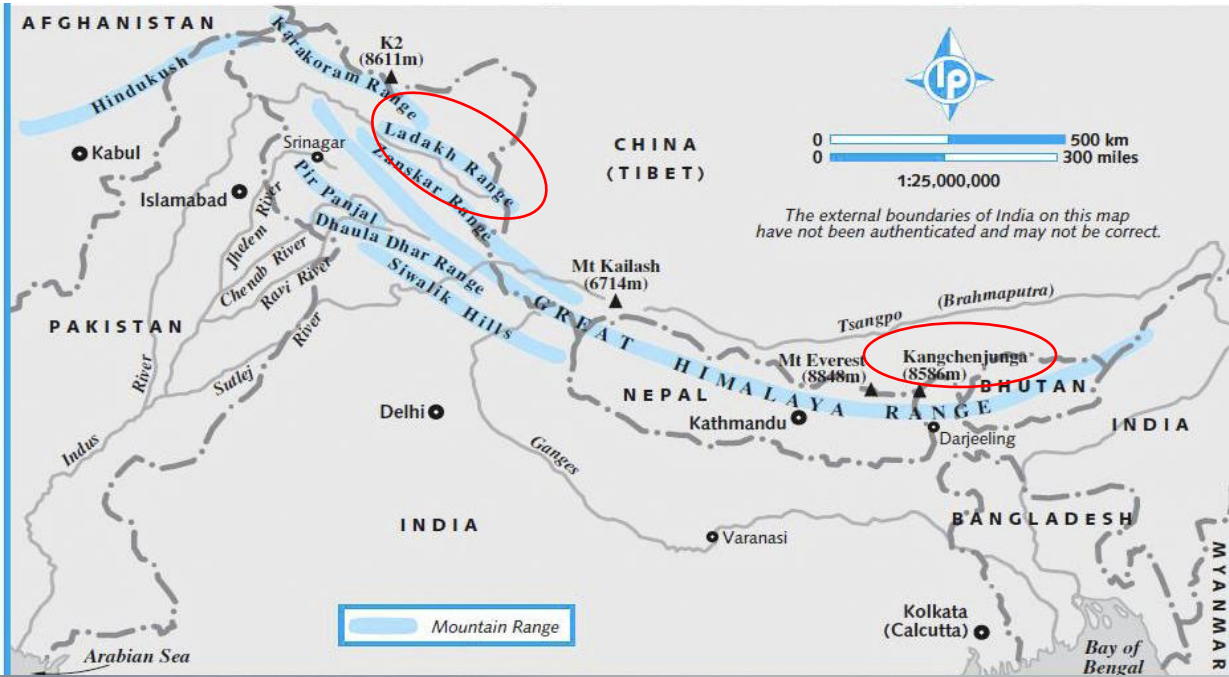 AFGHANISTAN
Hindukush
Karakoram Range
K2
(8611m)
Kabul
Srinagar
Islamabad
Ladakh Range
Zanskar Range
Pir Panjal
Dhaula Dhar Range
Siwalik Hills
Jhelem River
Chenab River
Ravi River
CHINA
(TIBET)
lp
0 500 km
0 300 miles
1:25,000,000
The external boundaries of India on this map
have not been authenticated and may not be correct.
Mt Kailash
(6714m)
Tsangpo (Brahmaputra)
PAKISTAN
River
Sutlej River
Indus
GREAT HIMALAYA RANGE
Mt Everest
(8848m)
Kangchenjunga
(8586m)
NEPAL
BHUTAN
Delhi
Kathmandu
Darjeeling
INDIA
Ganges
INDIA
BANGLADESH
Varanasi
MYANMAR
Kolkata
(Calcutta)
Mountain Range
Arabian Sea
Bay of
Bengal